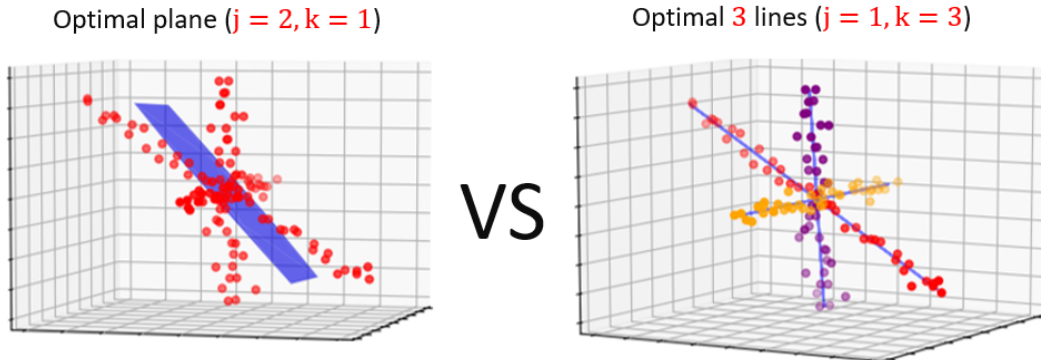 Optimal plane (j = 2, k = 1)
VS
Optimal 3 lines (j = 1, k = 3)